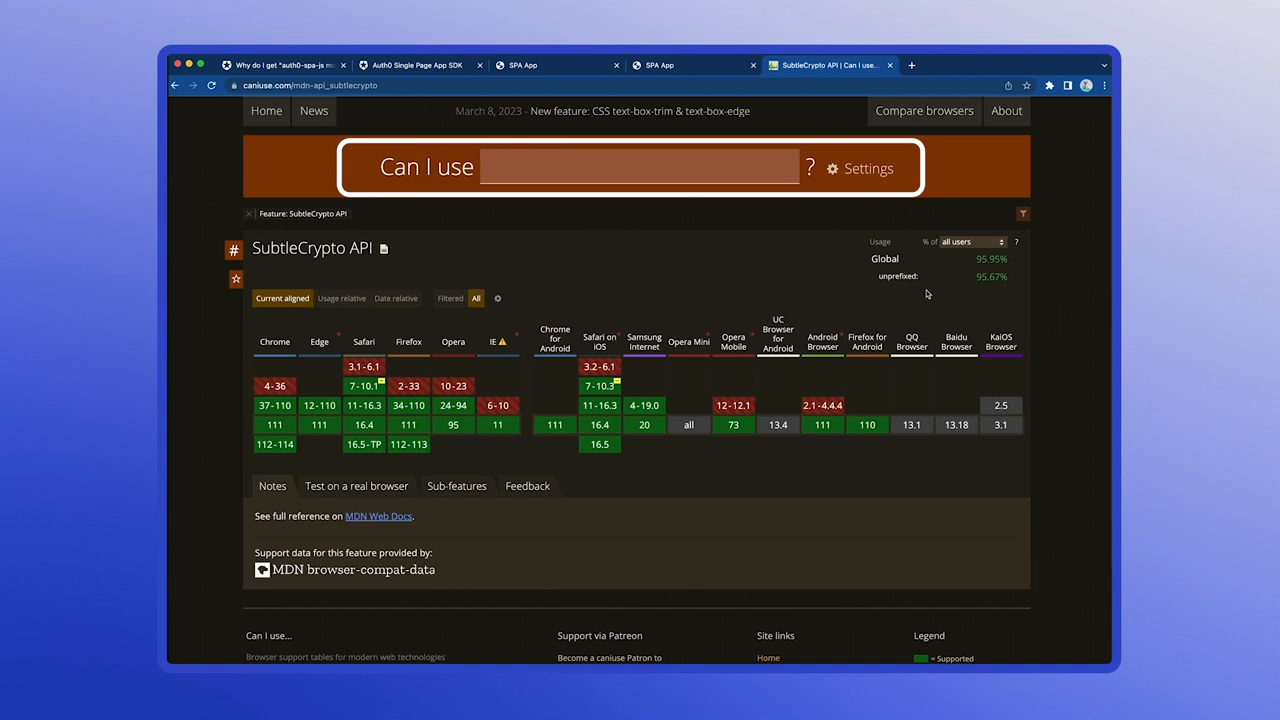 Why do I get "auth0-spa-js mu
Auth0 Single Page App SDK
SPA App
SPA App
SubtleCrypto API | Can I use...
caniuse.com/mdn-api_subtlecrypto
Home
News
March 8, 2023 - New feature: CSS text-box-trim & text-box-edge
Compare browsers
About
Can I use
?
Settings
Feature: SubtleCrypto API
#
SubtleCrypto API
Usage
% of
all users
?
Global
95.95%
unprefixed:
95.67%
Current aligned
Usage relative
Date relative
Filtered
All
Chrome
Edge
Safari
Firefox
Opera
IE
Chrome for Android
Safari on iOS
Samsung Internet
Opera Mini
Opera Mobile
UC Browser for Android
Android Browser
Firefox for Android
QQ Browser
Baidu Browser
KaiOS Browser
3.1-6.1 3.2-6.1
4-36 7-10.1 2-33 10-23 7-10.3
37-110 12-110 11-16.3 34-110 24-94 6-10 11-16.3 4-19.0 12-12.1 2.1-4.4.4 2.5
111 111 16.4 111 95 11 111 16.4 20 all 73 13.4 111 110 13.1 13.18 3.1
112-114 16.5-TP 112-113 16.5
Notes
Test on a real browser
Sub-features
Feedback
See full reference on MDN Web Docs.
Support data for this feature provided by:
MDN browser-compat-data
Can I use...
Support via Patreon
Site links
Legend
Browser support tables for modern web technologies
Become a caniuse Patron to
Home
= Supported